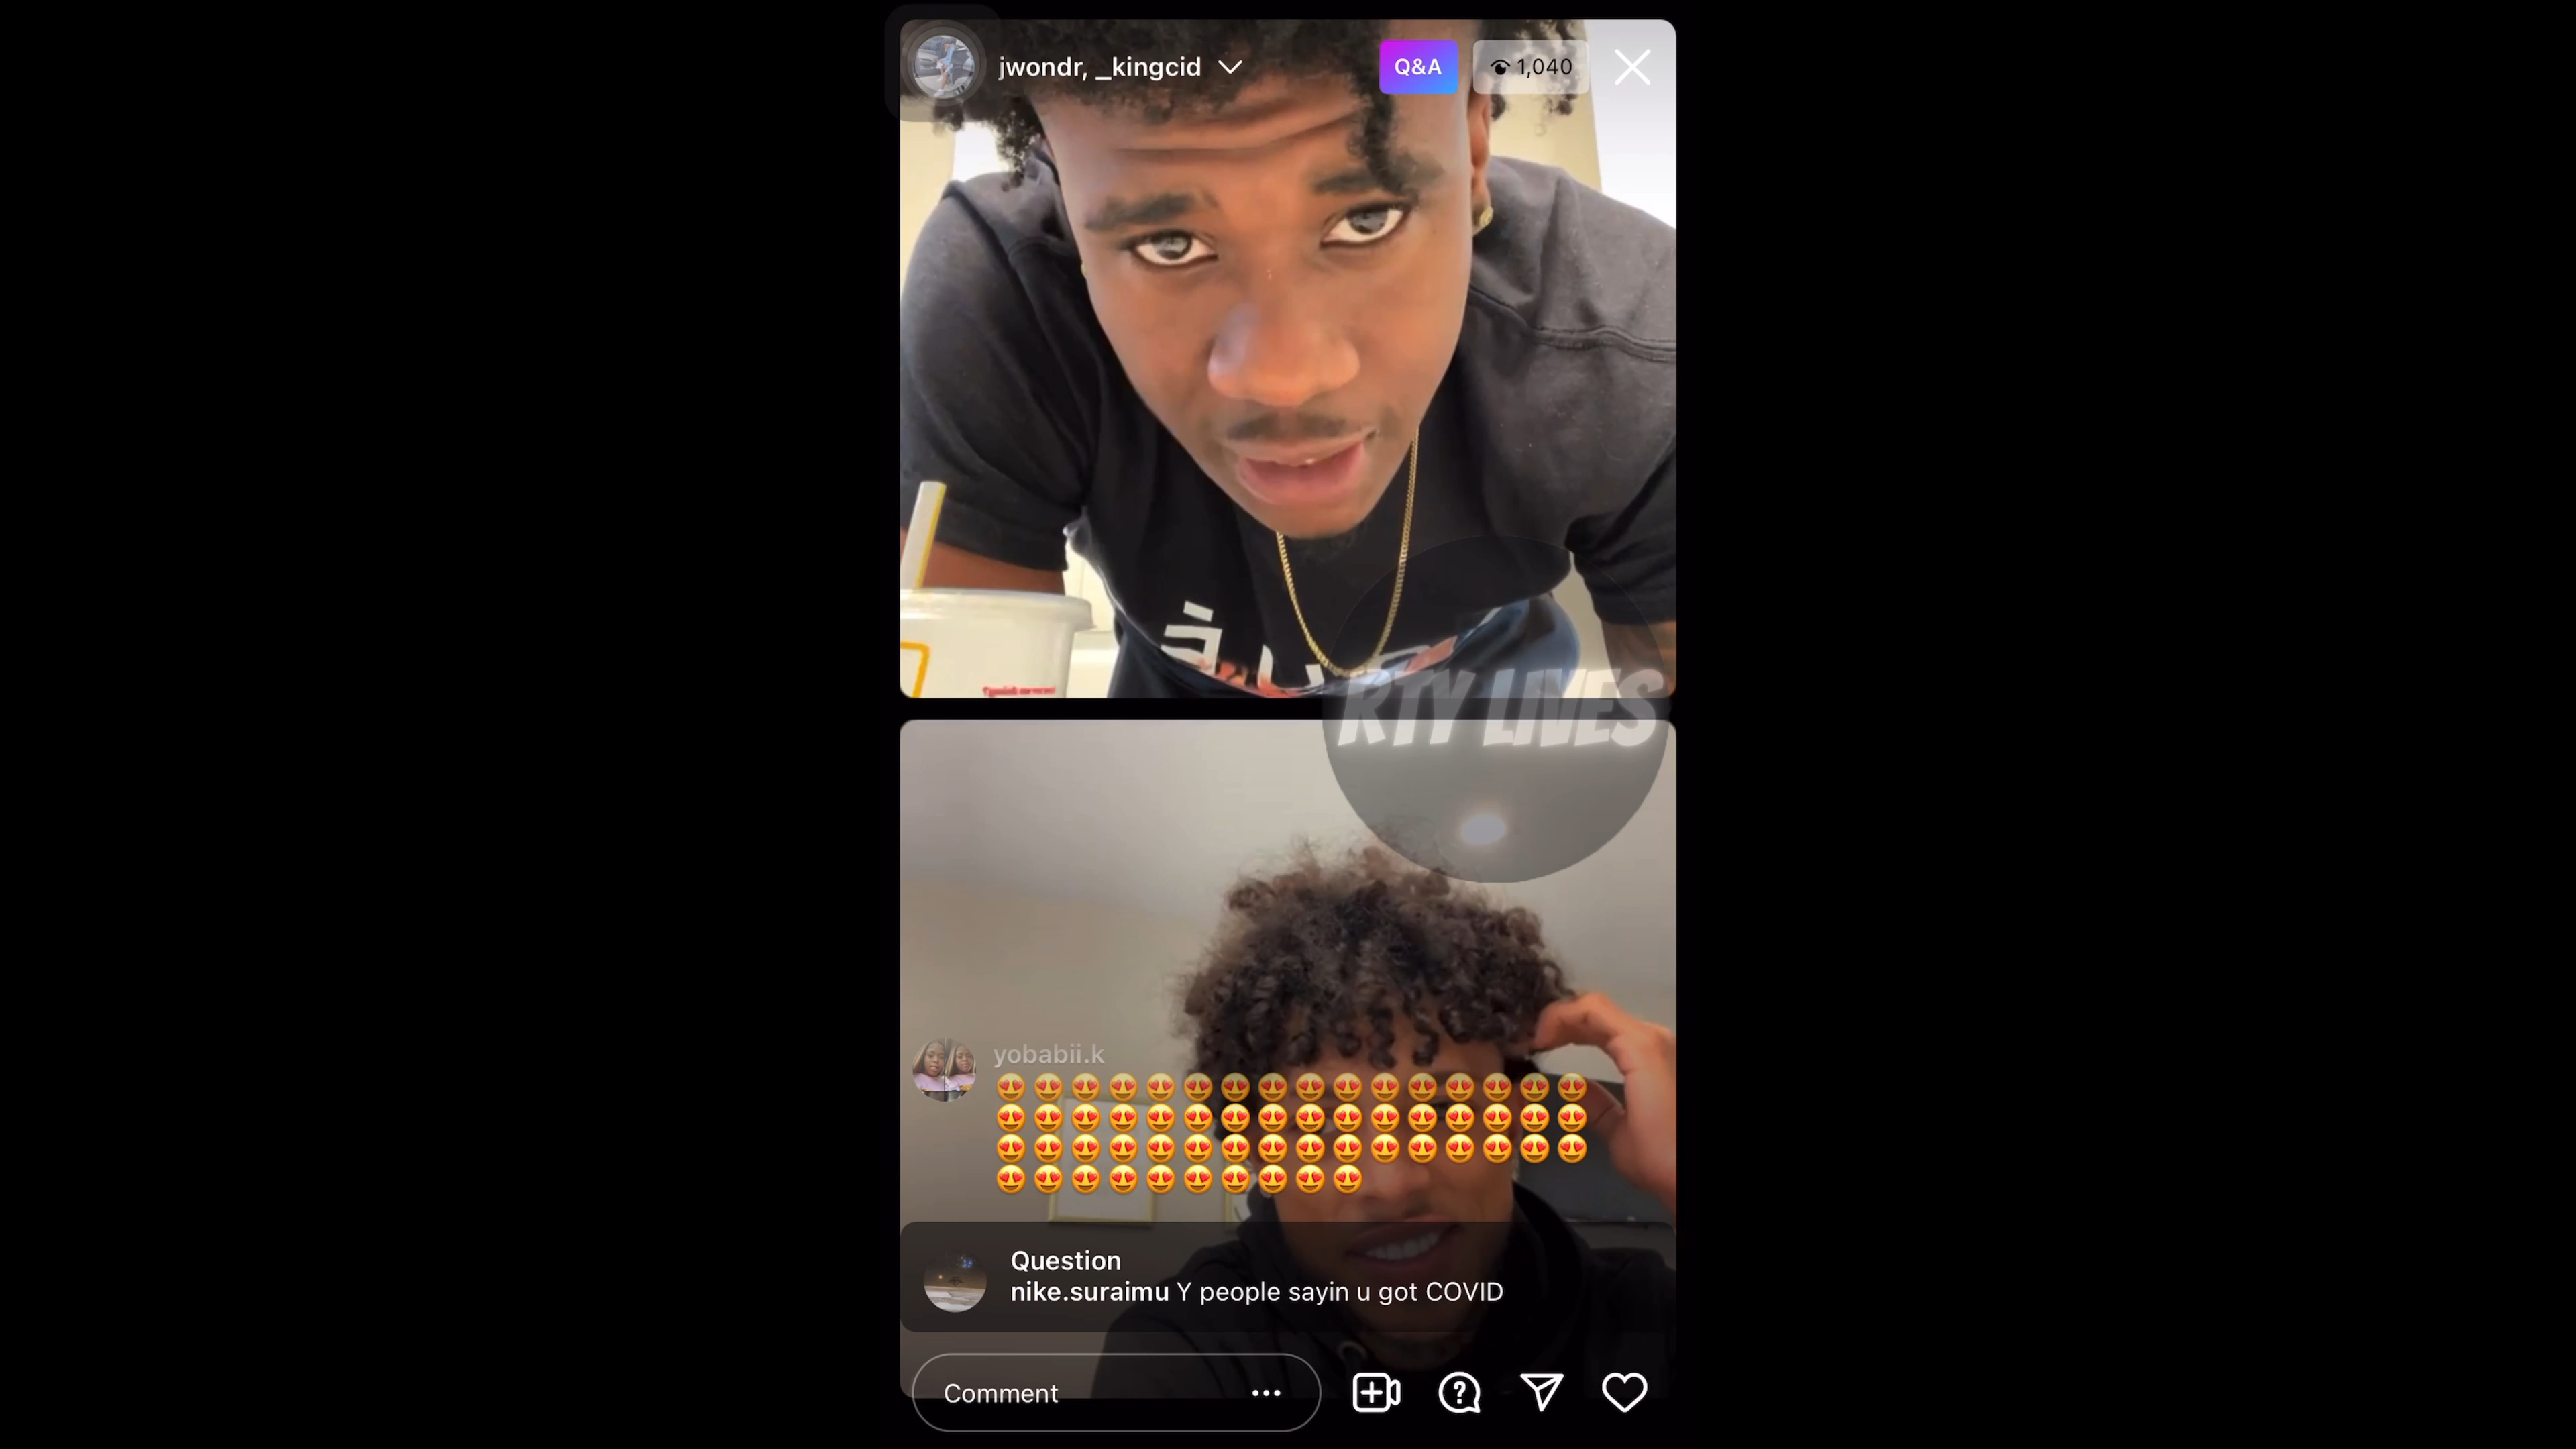 jwondr, _kingcid
Q&A
1,040
RTY LIVES
yobabii.k
😍😍😍😍😍😍😍😍😍😍😍😍😍😍😍😍
😍😍😍😍😍😍😍😍😍😍😍😍😍😍😍😍
😍😍😍😍😍😍😍😍😍😍😍😍😍😍😍😍
😍😍😍😍😍😍😍😍😍😍
Question
nike.suraimu Y people sayin u got COVID
Comment